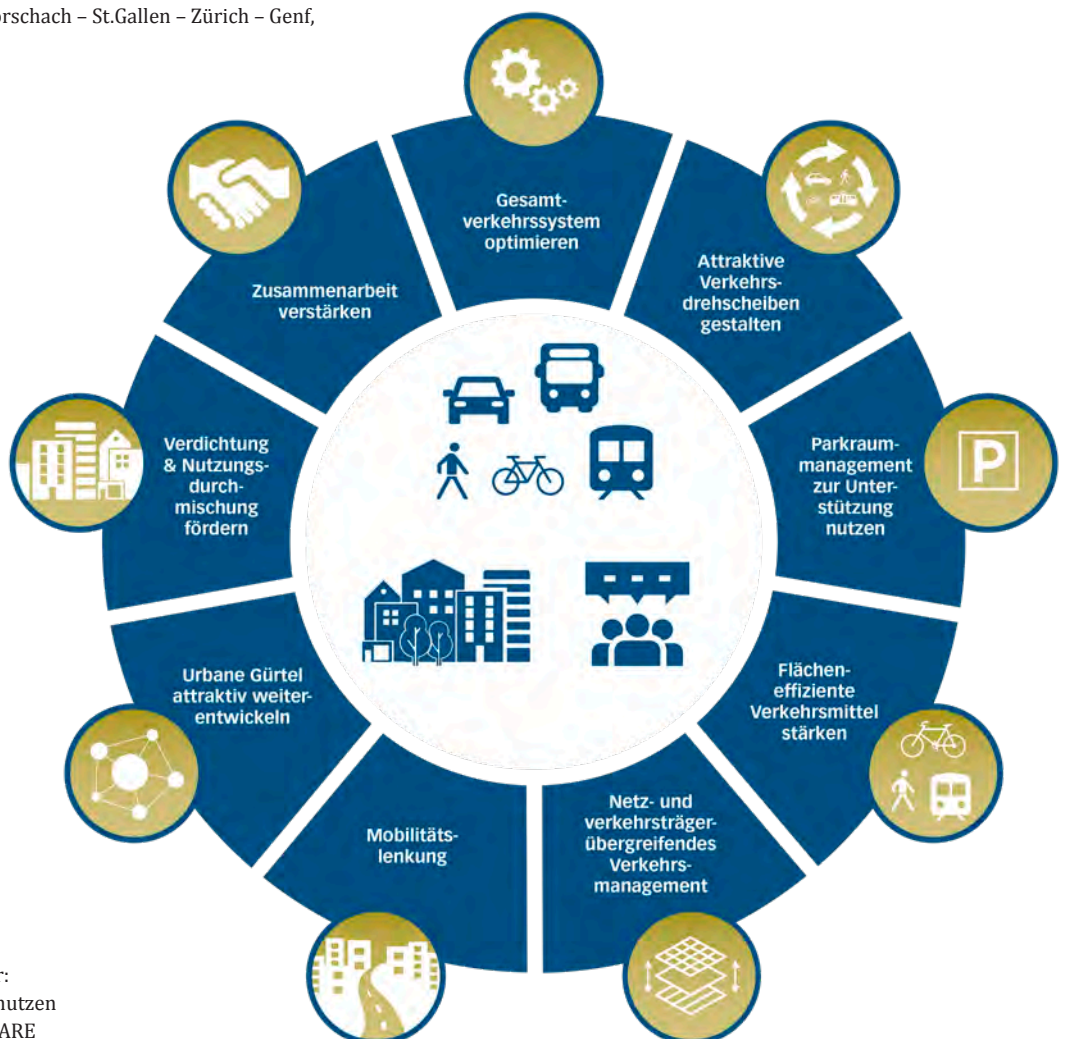 orschach – St.Gallen – Zürich – Genf,
Gesamt-
verkehrssystem
optimieren
Attraktive
Verkehrs-
drehscheiben
gestalten
Parkraum-
management
zur Unter-
stützung
nutzen
P
Flächen-
effiziente
Verkehrsmittel
stärken
Netz- und
verkehrsträger-
übergreifendes
Verkehrs-
management
Mobilitäts-
lenkung
Urbane Gürtel
attraktiv weiter-
entwickeln
Verdichtung
& Nutzungs-
durch-
mischung
fördern
Zusammenarbeit
verstärken
r:
nutzen
ARE